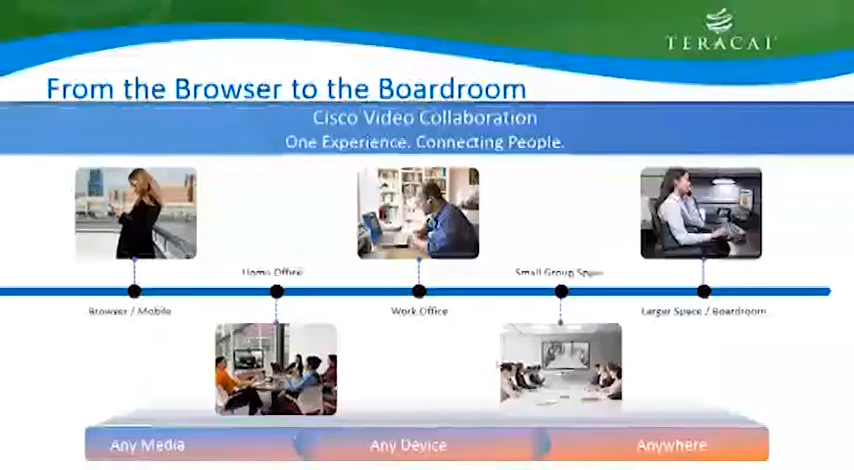 TERACAI
From the Browser to the Boardroom
Cisco Video Collaboration
One Experience. Connecting People.
Home Office
Small Group Space
Browser / Mobile
Work Office
Larger Space / Boardroom
Any Media
Any Device
Anywhere